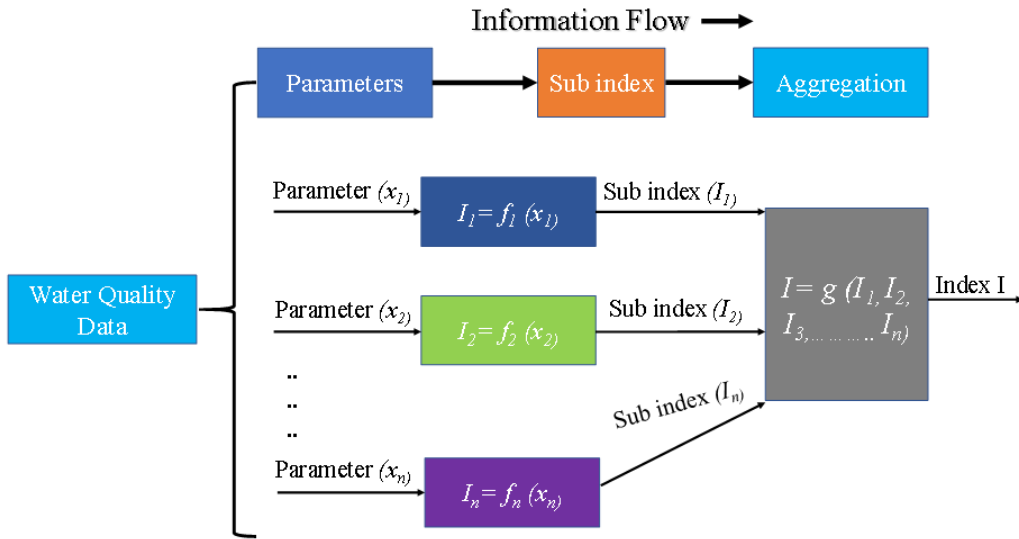 Information Flow
Parameters
Sub index
Aggregation
Parameter (x1)
I1= f1 (x1)
Sub index (I1)
Water Quality
Data
Parameter (x2)
I2= f2 (x2)
Sub index (I2)
I = g (I1, I2,
I3,………….. In)
Index I
..
..
..
Sub index (In)
Parameter (xn)
In= fn (xn)